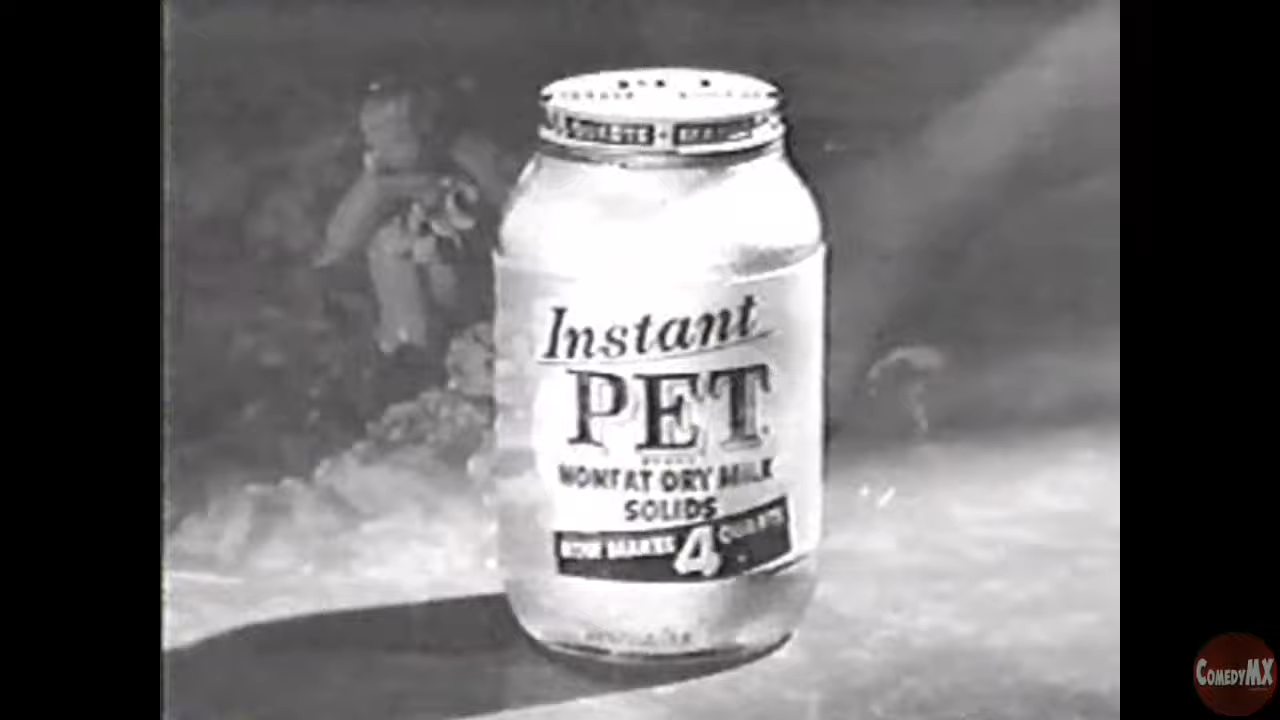 QUARTS
Instant
PET
NONFAT DRY MILK
SOLIDS
NOW MAKES 4 QUARTS
COMEDYMX